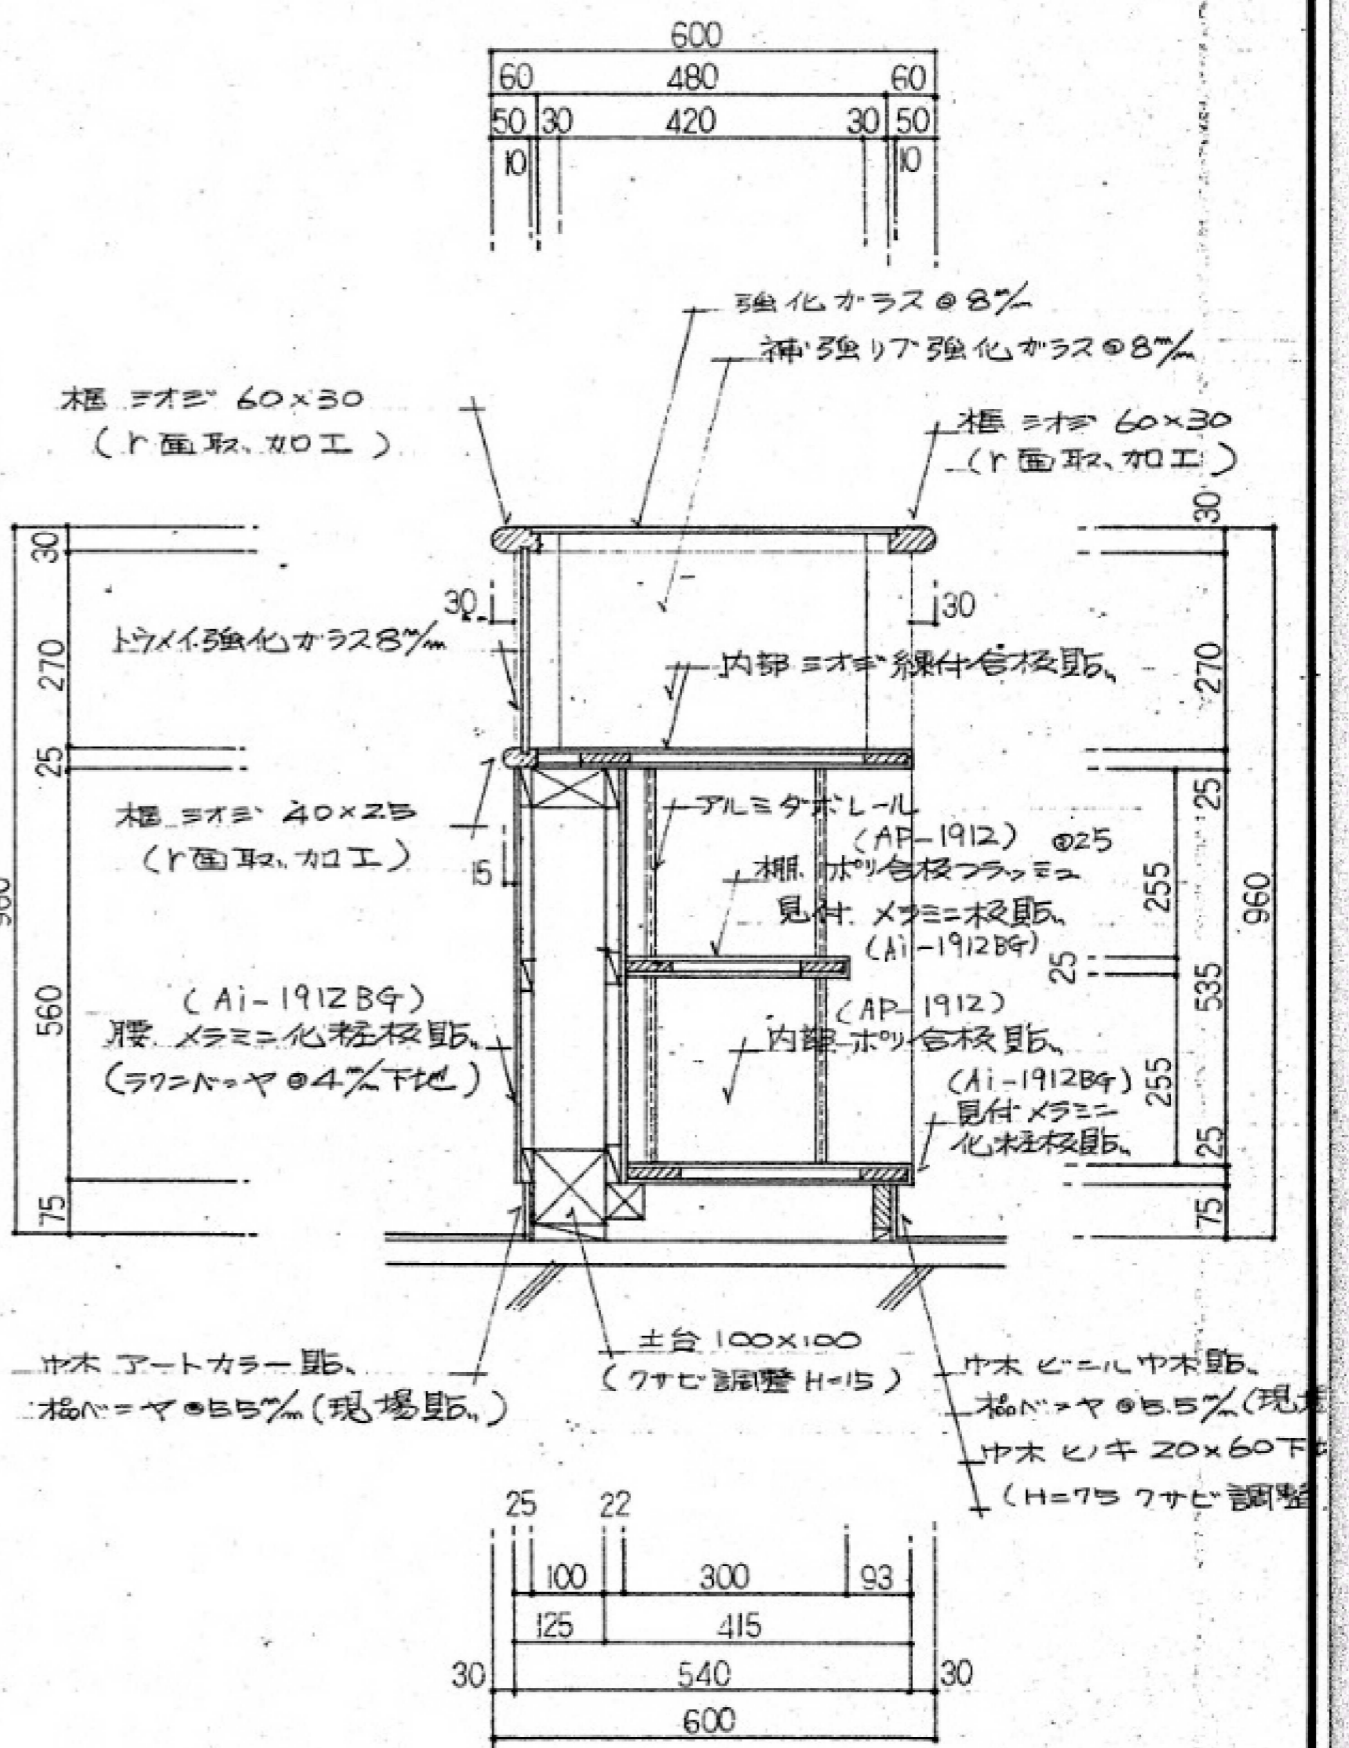 600
60 480 60
50 30 420 30 50
10 10
強化ガラス@8m/m
補強リブ強化ガラス@8m/m
框 ミオジ 60×30
(r面取、加工)
框 ミオジ 60×30
(r面取、加工)
30
30
30
30
トウメイ強化ガラス8m/m
270
内部 ミオジ練付合板貼、
270
25
框 ミオジ 40×25
(r面取、加工)
15
アルミダボレール
(AP-1912) @25
棚 ポリ合板フラッシュ
見付 メラミン板貼、
(Ai-1912BG)
25
255
25
960
960
(Ai-1912BG)
腰 メラミン化粧板貼、
(ラワンベニヤ@4m/m下地)
560
(AP-1912)
内部 ポリ合板貼、
535
(Ai-1912BG)
見付 メラミン
化粧板貼、
255
25
75
75
巾木 アートカラー貼、
ベニヤ@5.5m/m(現場貼、)
土台 100×100
(クサビ調整 H=15)
巾木 ビニル巾木貼、
ベニヤ@5.5m/m(現
巾木 ヒノキ 20×60下
(H=75 クサビ調整
25 22
100 300 93
125 415
30 540 30
600